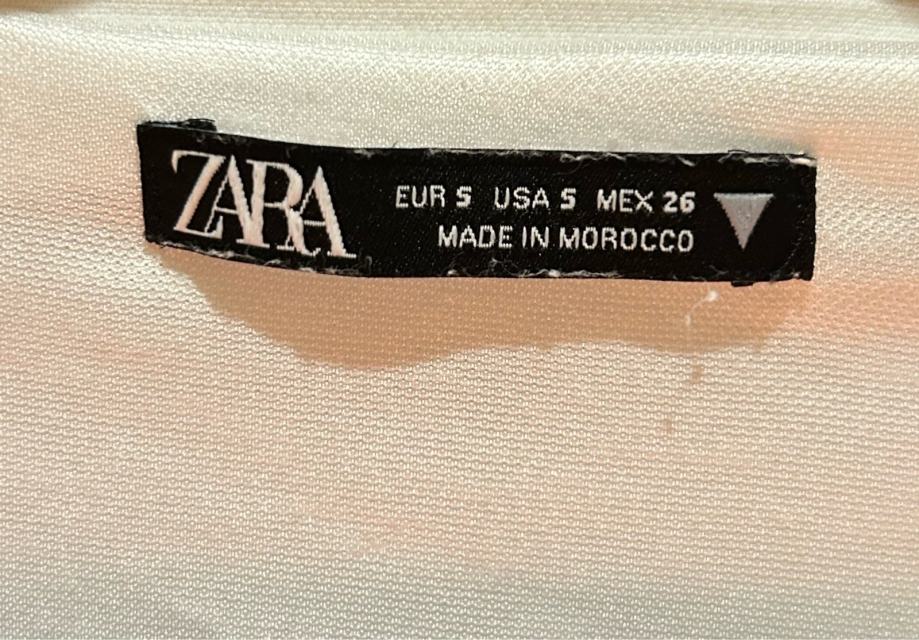 ZARA
EUR S USA S MEX 26
MADE IN MOROCCO